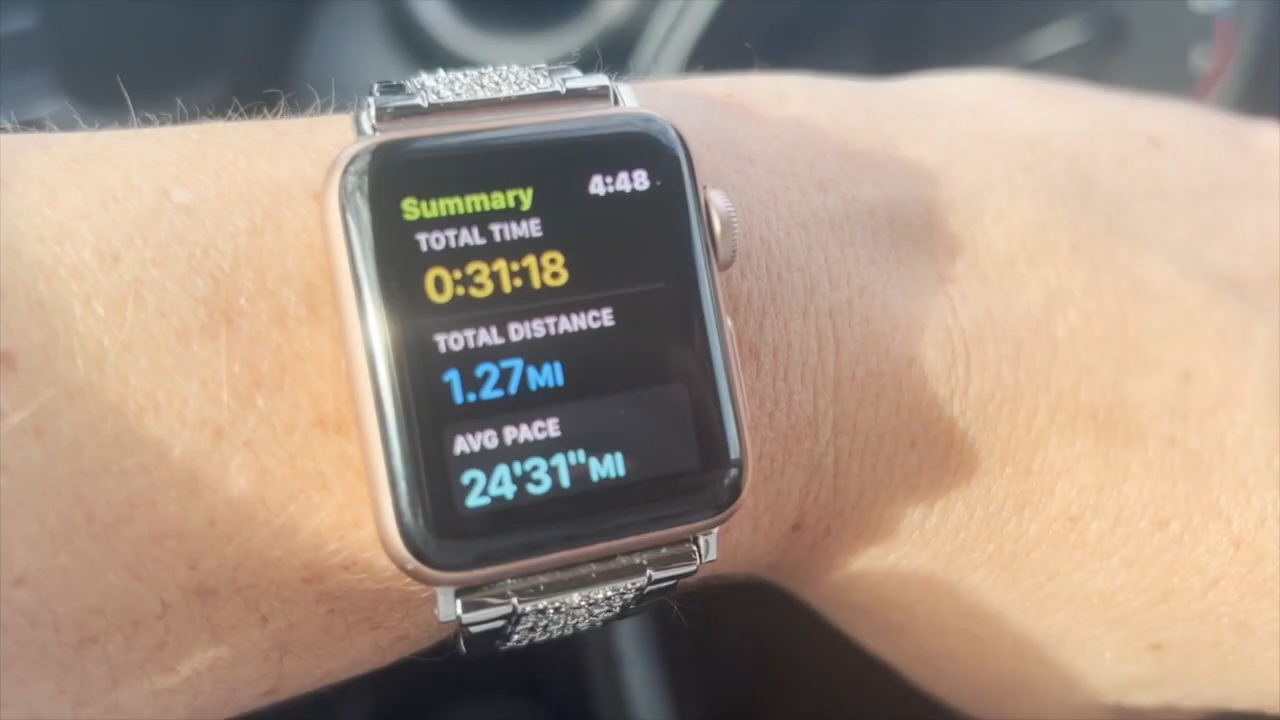 Summary 4:48
TOTAL TIME
0:31:18
TOTAL DISTANCE
1.27MI
AVG PACE
24'31"MI